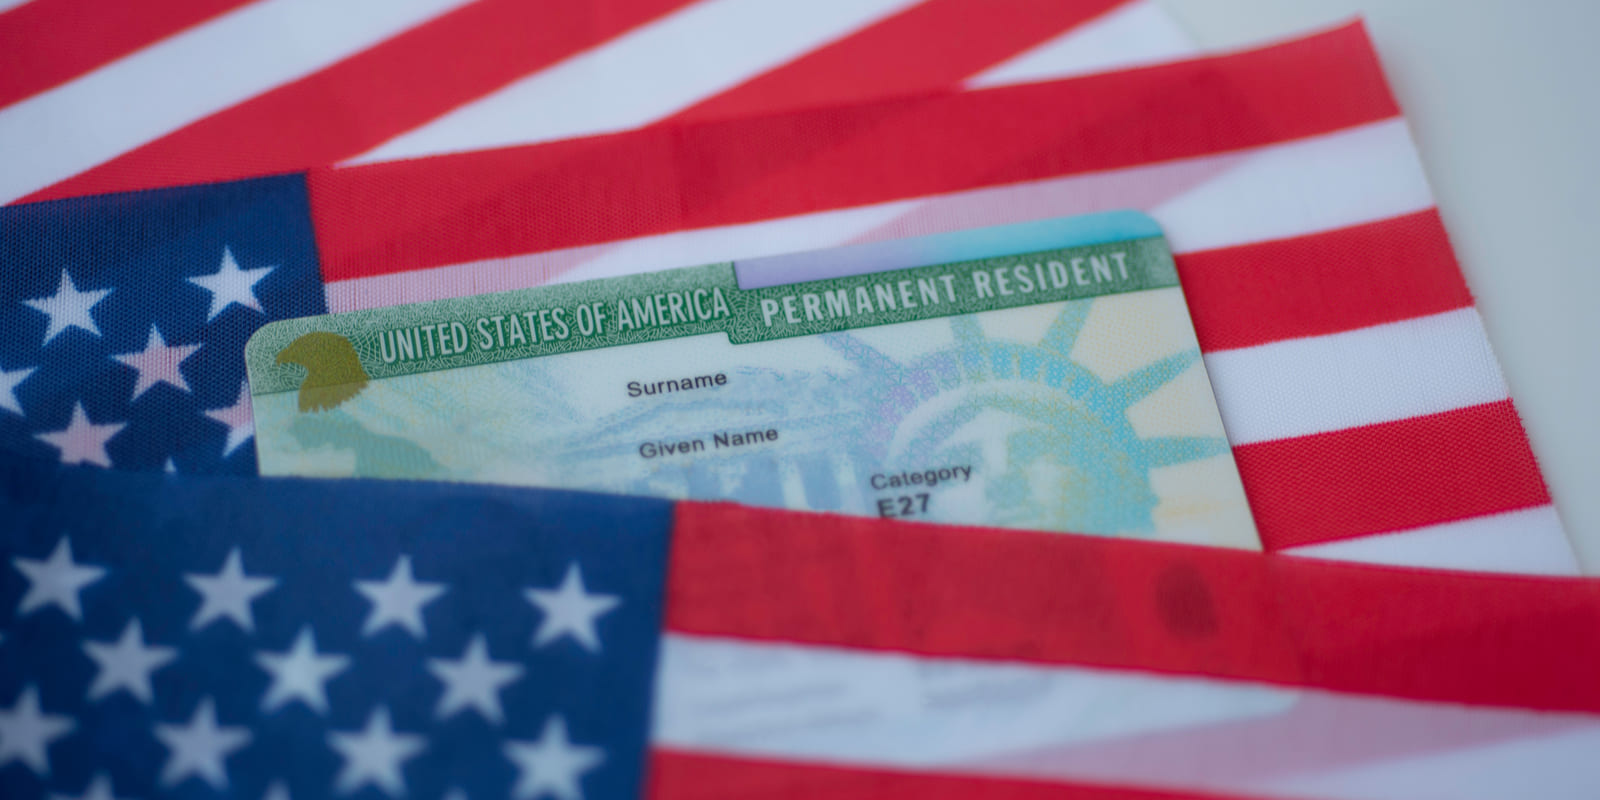 UNITED STATES OF AMERICA PERMANENT RESIDENT
Surname
Given Name
Category
E27